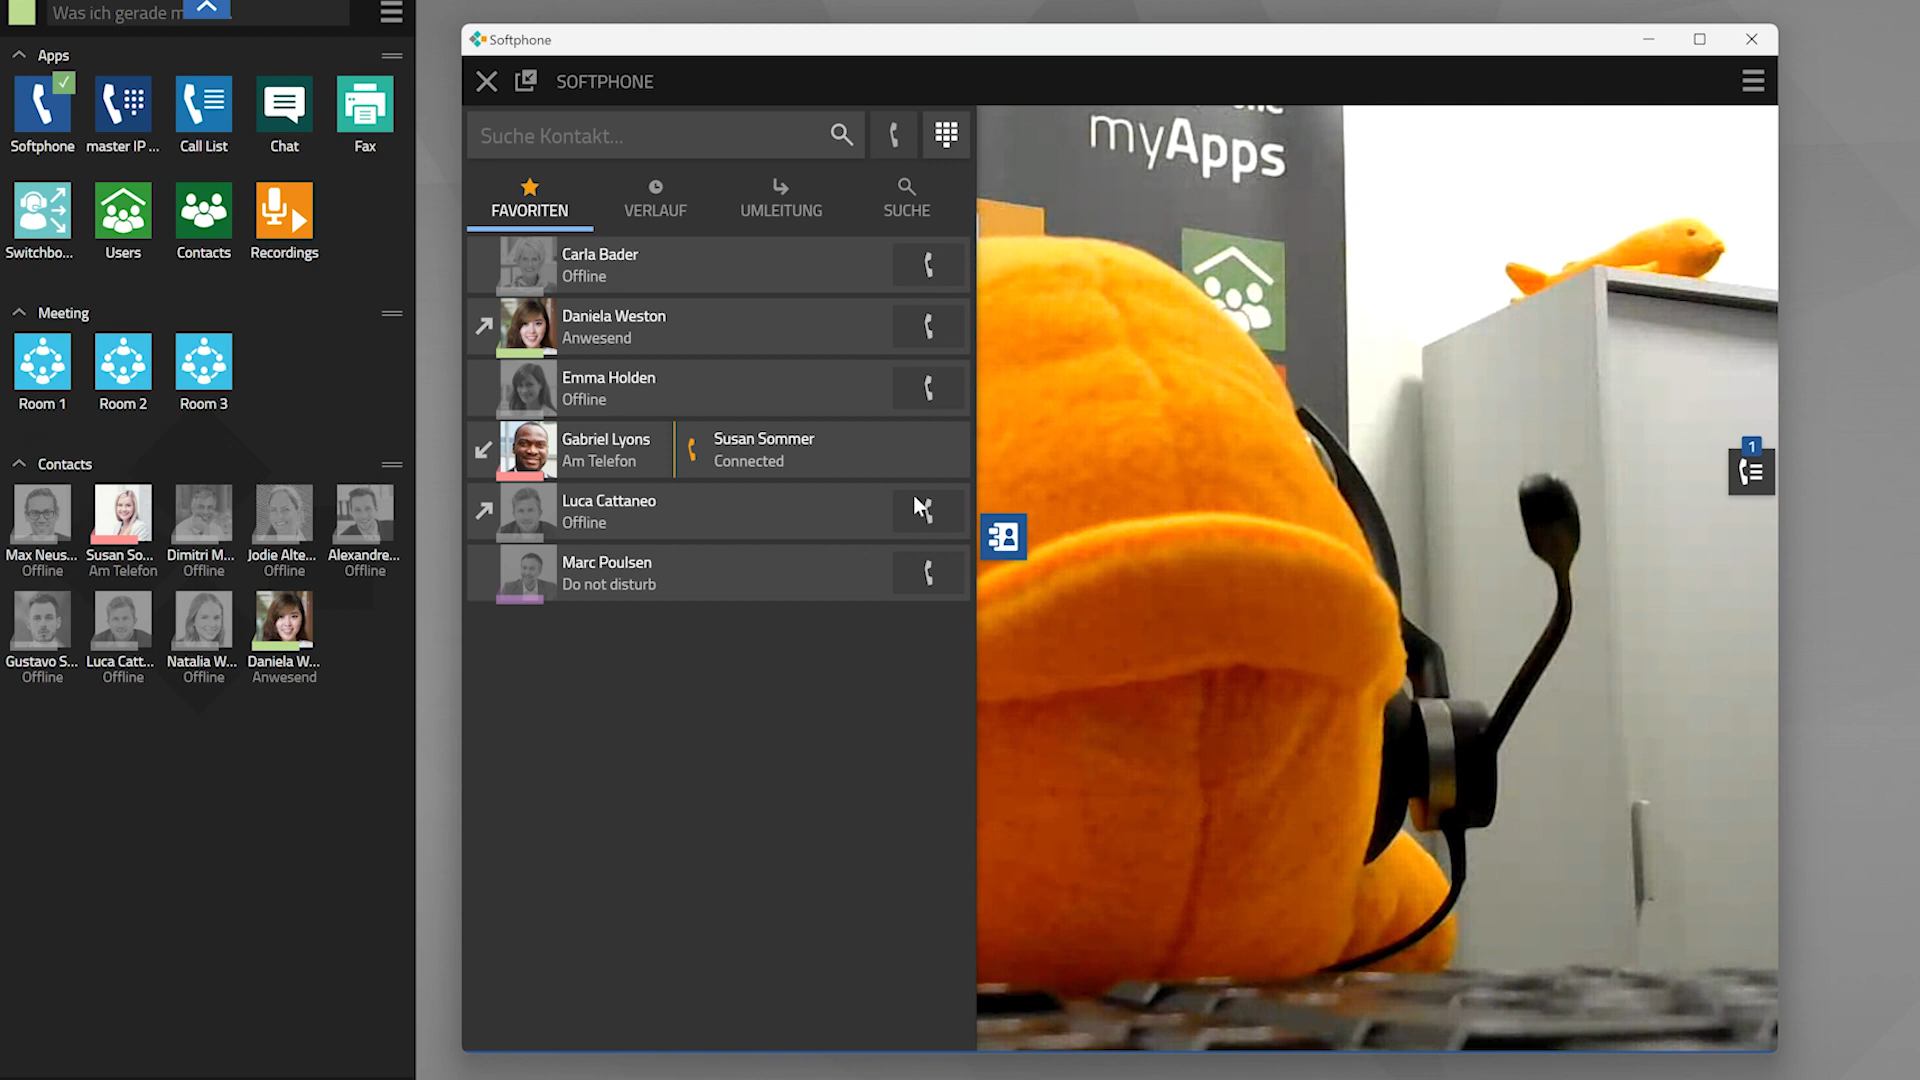 Was ich gerade m
Apps
Softphone
master IP ...
Call List
Chat
Fax
Switchbo...
Users
Contacts
Recordings
Meeting
Room 1
Room 2
Room 3
Contacts
Max Neus...
Offline
Susan So...
Am Telefon
Dimitri M...
Offline
Jodie Alte...
Offline
Alexandre...
Offline
Gustavo S...
Offline
Luca Catt...
Offline
Natalia W...
Offline
Daniela W...
Anwesend
Softphone
SOFTPHONE
Suche Kontakt...
FAVORITEN
VERLAUF
UMLEITUNG
SUCHE
Carla Bader
Offline
Daniela Weston
Anwesend
Emma Holden
Offline
Gabriel Lyons
Am Telefon
Susan Sommer
Connected
Luca Cattaneo
Offline
Marc Poulsen
Do not disturb
myApps
1